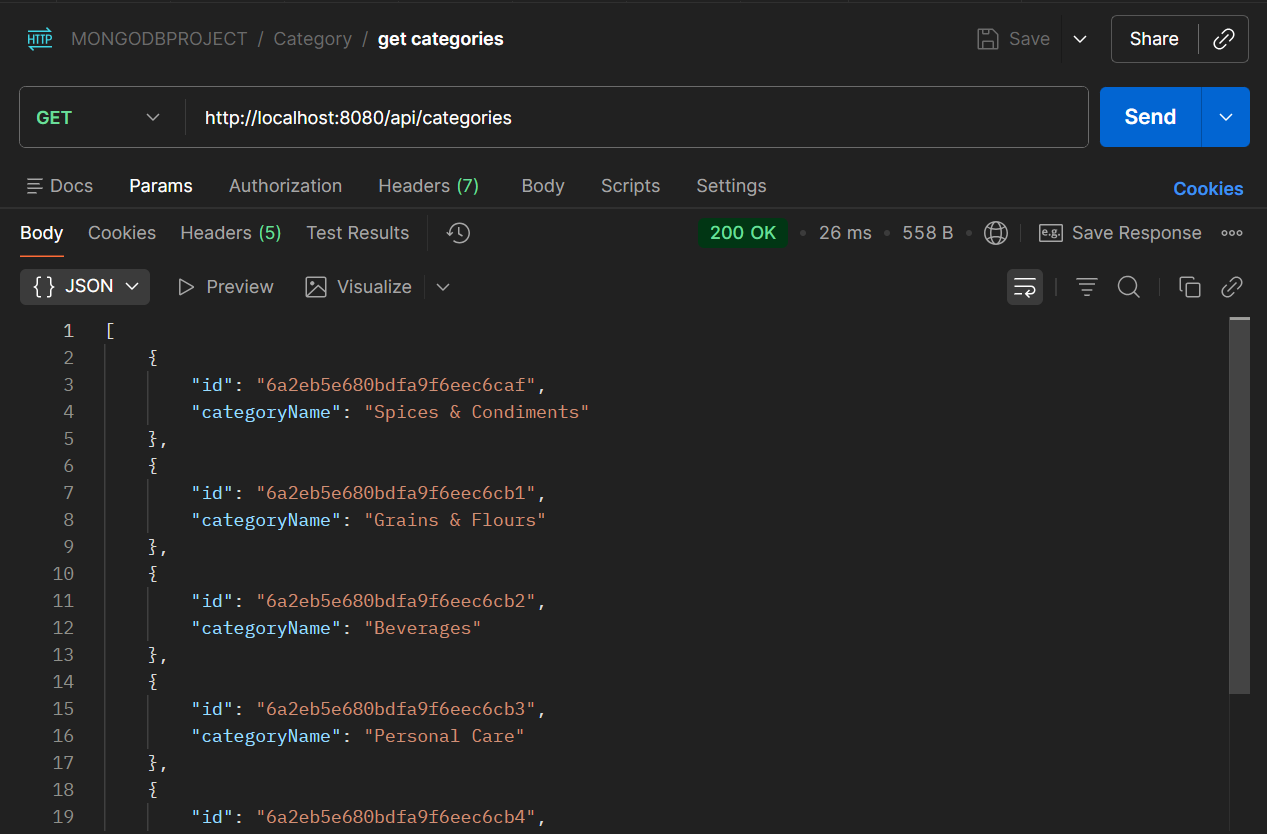 HTTP MONGODBPROJECT / Category / get categories Save Share
GET http://localhost:8080/api/categories Send
Docs Params Authorization Headers (7) Body Scripts Settings Cookies
Body Cookies Headers (5) Test Results 200 OK • 26 ms • 558 B • e.g. Save Response
{} JSON Preview Visualize
1 [
2 {
3 "id": "6a2eb5e680bdfa9f6eec6caf",
4 "categoryName": "Spices & Condiments"
5 },
6 {
7 "id": "6a2eb5e680bdfa9f6eec6cb1",
8 "categoryName": "Grains & Flours"
9 },
10 {
11 "id": "6a2eb5e680bdfa9f6eec6cb2",
12 "categoryName": "Beverages"
13 },
14 {
15 "id": "6a2eb5e680bdfa9f6eec6cb3",
16 "categoryName": "Personal Care"
17 },
18 {
19 "id": "6a2eb5e680bdfa9f6eec6cb4",